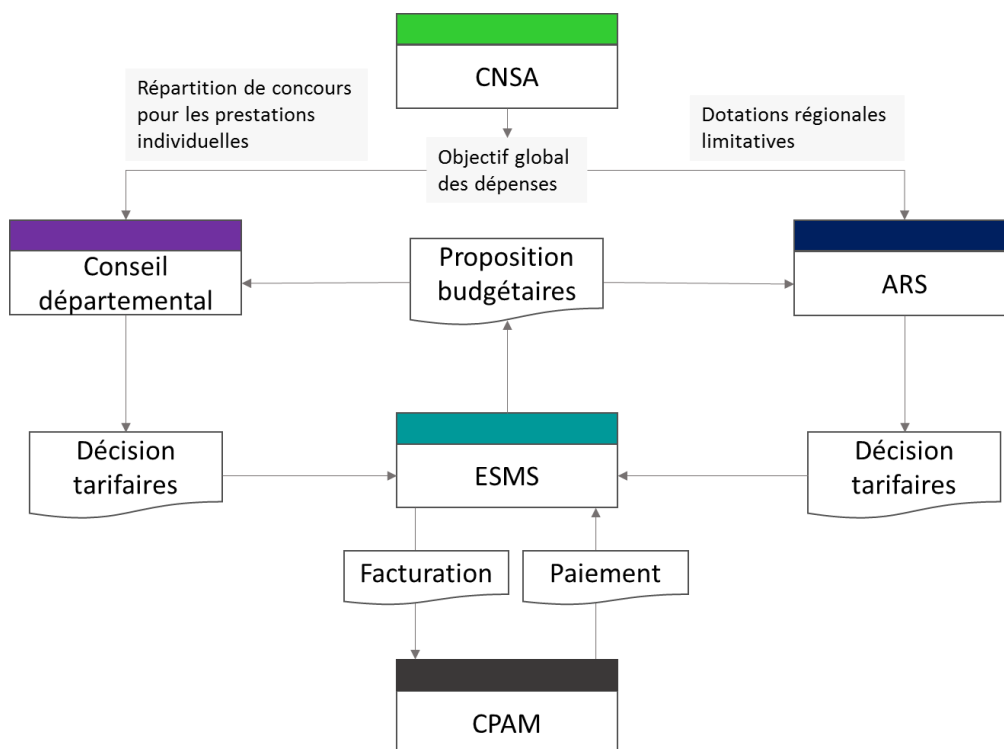 CNSA
Répartition de concours
pour les prestations
individuelles
Dotations régionales
limitatives
Objectif global
des dépenses
Conseil
départemental
Proposition
budgétaires
ARS
Décision
tarifaires
ESMS
Décision
tarifaires
Facturation
Paiement
CPAM